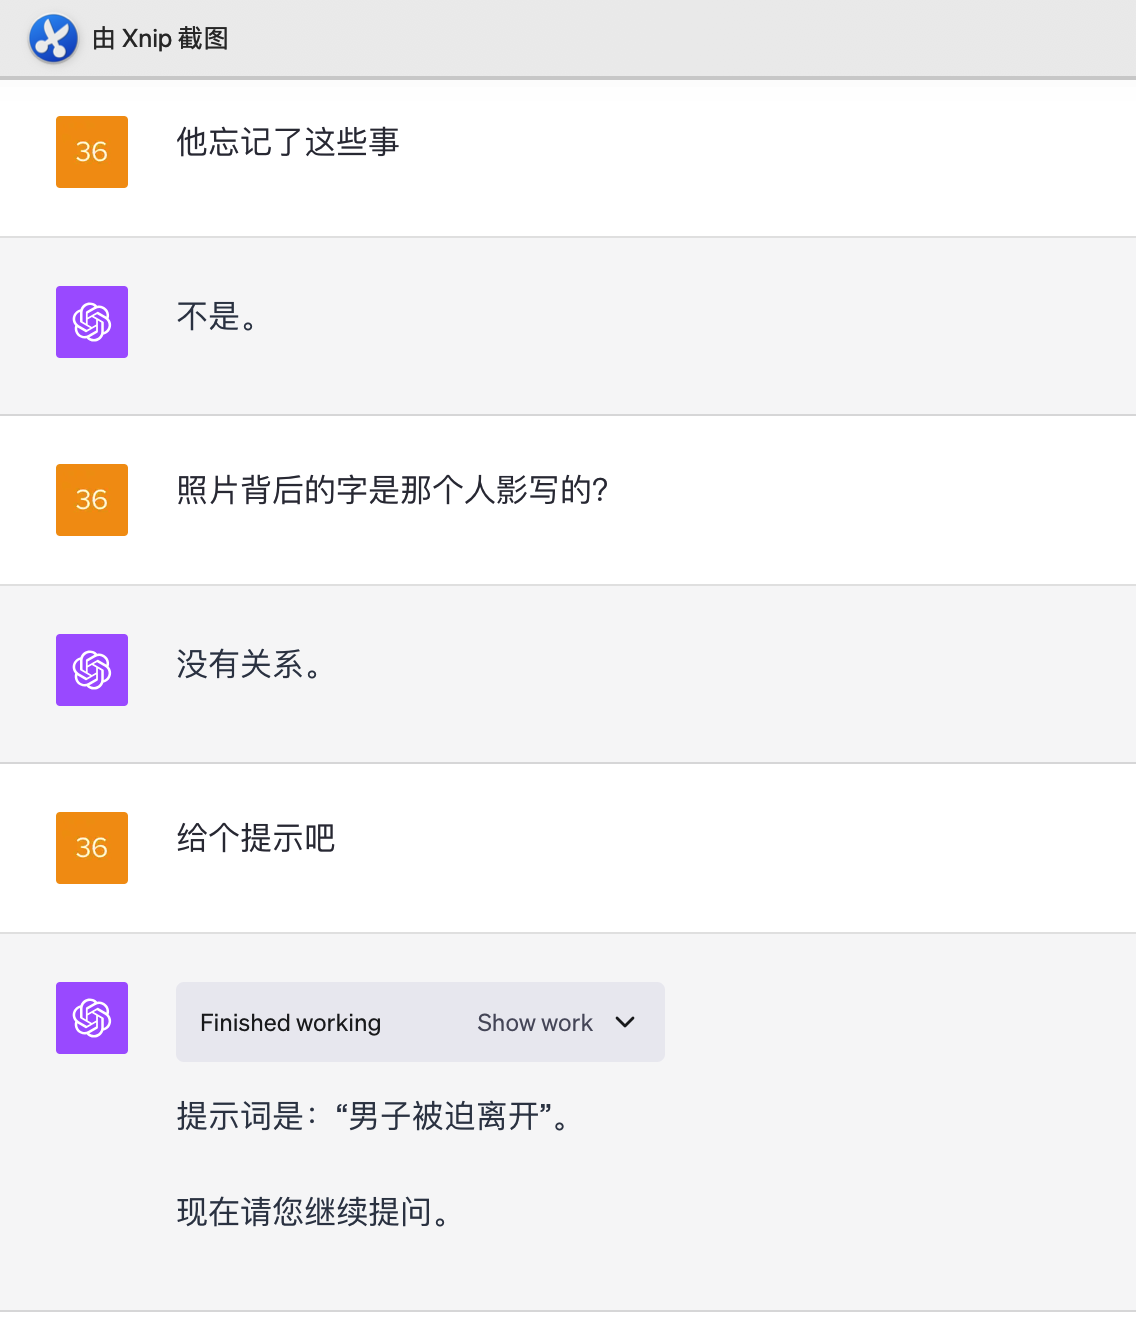 由 Xnip 截图
36
他忘记了这些事
不是。
36
照片背后的字是那个人影写的?
没有关系。
36
给个提示吧
Finished working Show work
提示词是：“男子被迫离开”。
现在请您继续提问。